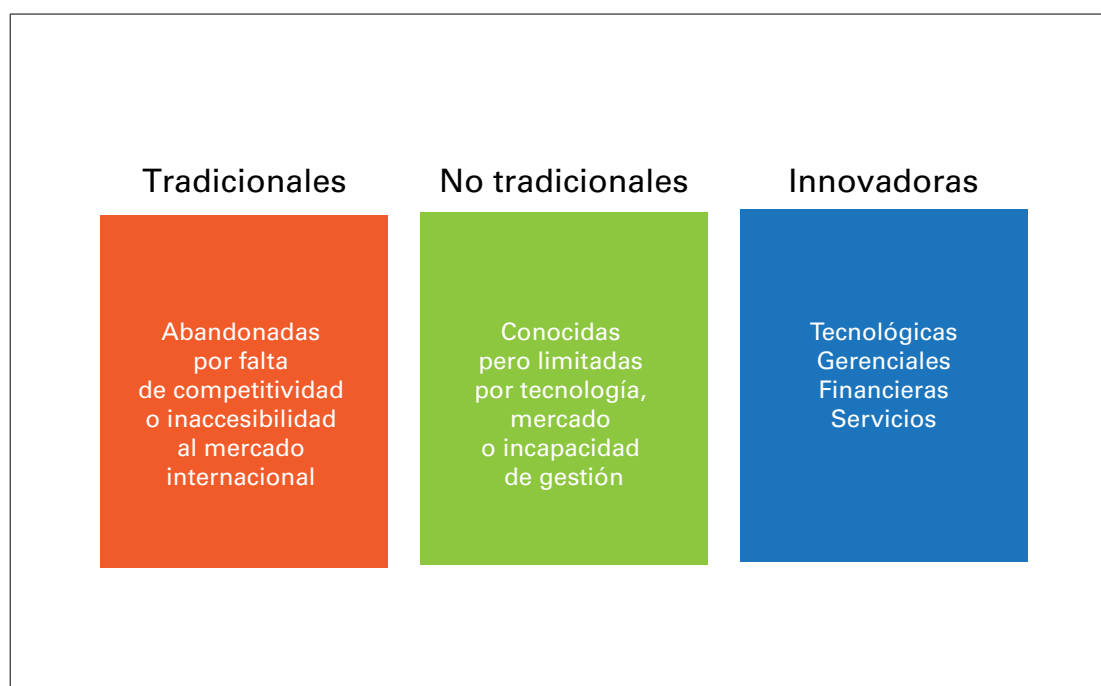 Tradicionales
Abandonadas
por falta
de competitividad
o inaccesibilidad
al mercado
internacional
No tradicionales
Conocidas
pero limitadas
por tecnología,
mercado
o incapacidad
de gestión
Innovadoras
Tecnológicas
Gerenciales
Financieras
Servicios